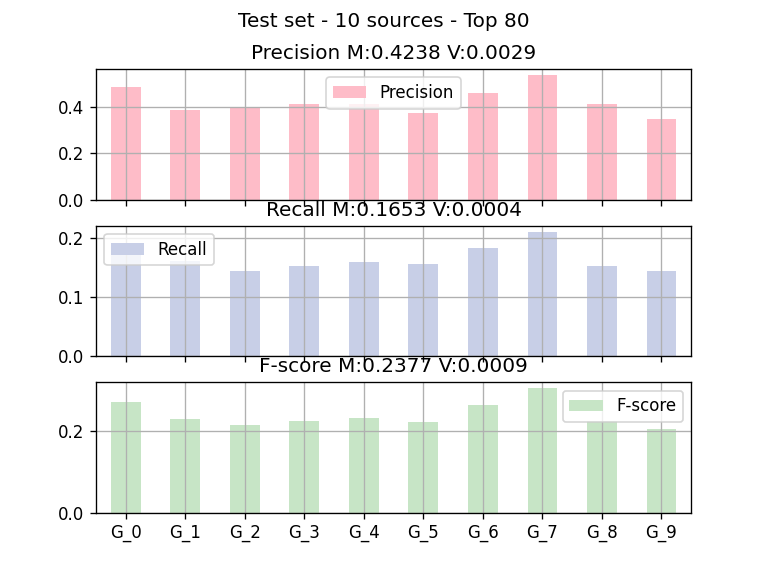 Test set - 10 sources - Top 80
Precision M:0.4238 V:0.0029
Precision
0.4
0.2
0.0
Recall M:0.1653 V:0.0004
Recall
0.2
0.1
0.0
F-score M:0.2377 V:0.0009
F-score
0.2
0.0
G_0 G_1 G_2 G_3 G_4 G_5 G_6 G_7 G_8 G_9